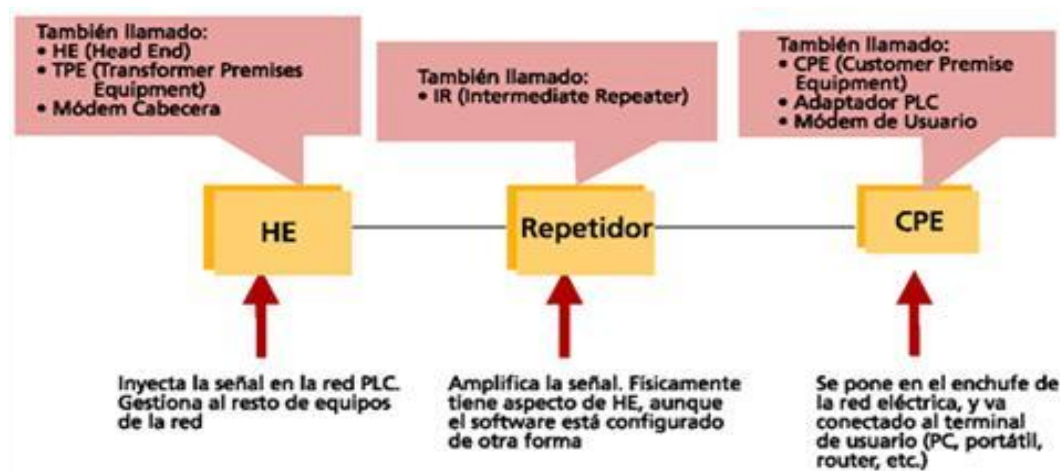 También llamado:
• HE (Head End)
• TPE (Transformer Premises
Equipment)
• Módem Cabecera
También llamado:
• IR (Intermediate Repeater)
También llamado:
• CPE (Customer Premise
Equipment)
• Adaptador PLC
• Módem de Usuario
HE
Repetidor
CPE
Inyecta la señal en la red PLC.
Gestiona al resto de equipos
de la red
Amplifica la señal. Físicamente
tiene aspecto de HE, aunque
el software está configurado
de otra forma
Se pone en el enchufe de
la red eléctrica, y va
conectado al terminal
de usuario (PC, portátil,
router, etc.)